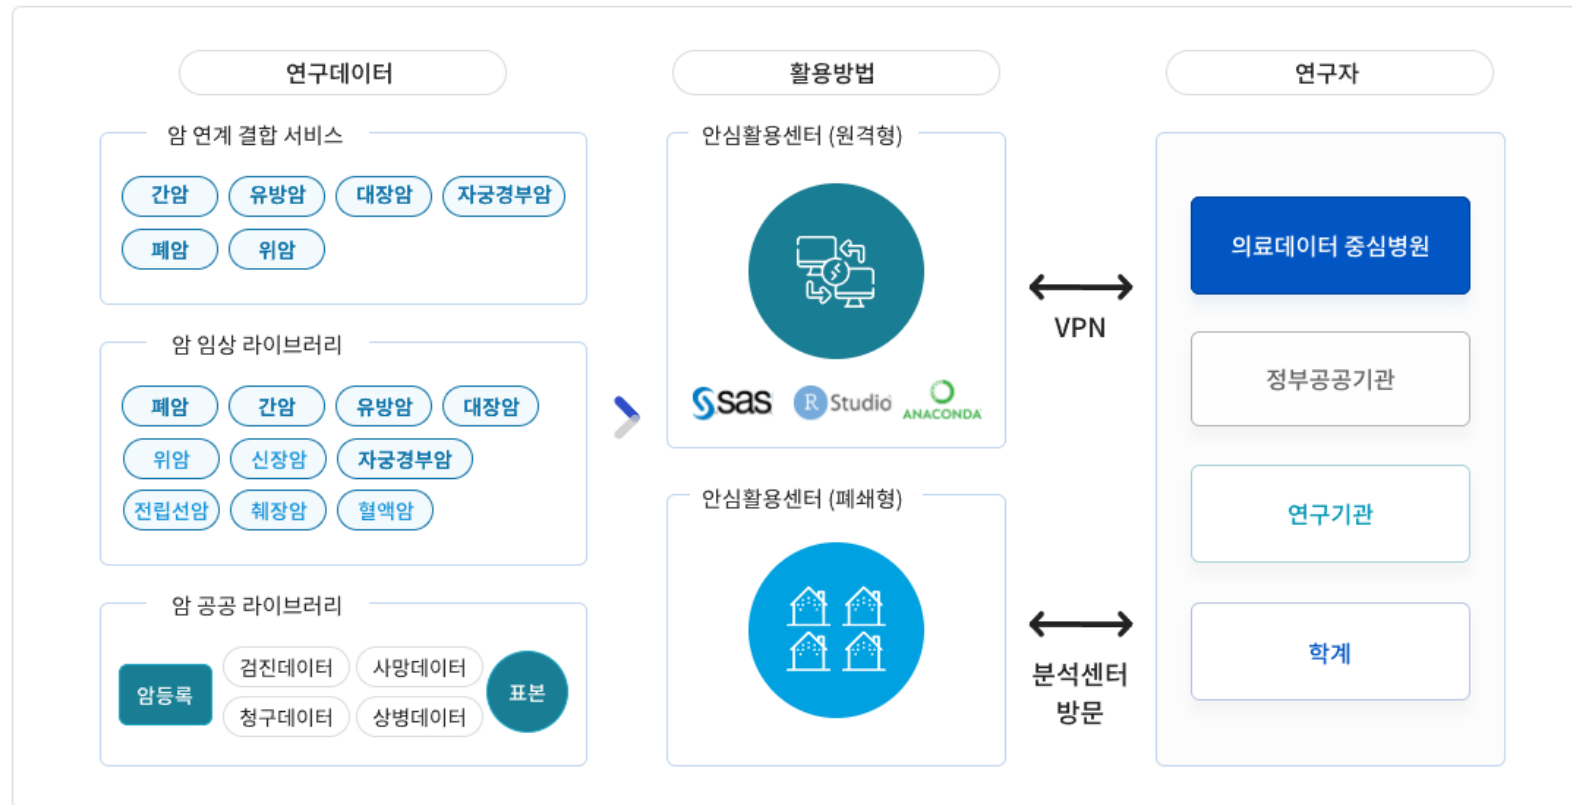 연구데이터
활용방법
연구자
암 연계 결합 서비스
간암 유방암 대장암 자궁경부암
폐암 위암
암 임상 라이브러리
폐암 간암 유방암 대장암
위암 신장암 자궁경부암
전립선암 췌장암 혈액암
암 공공 라이브러리
암등록
검진데이터 사망데이터
청구데이터 상병데이터
표본
안심활용센터 (원격형)
sas R Studio ANACONDA
안심활용센터 (폐쇄형)
VPN
분석센터
방문
의료데이터 중심병원
정부공공기관
연구기관
학계